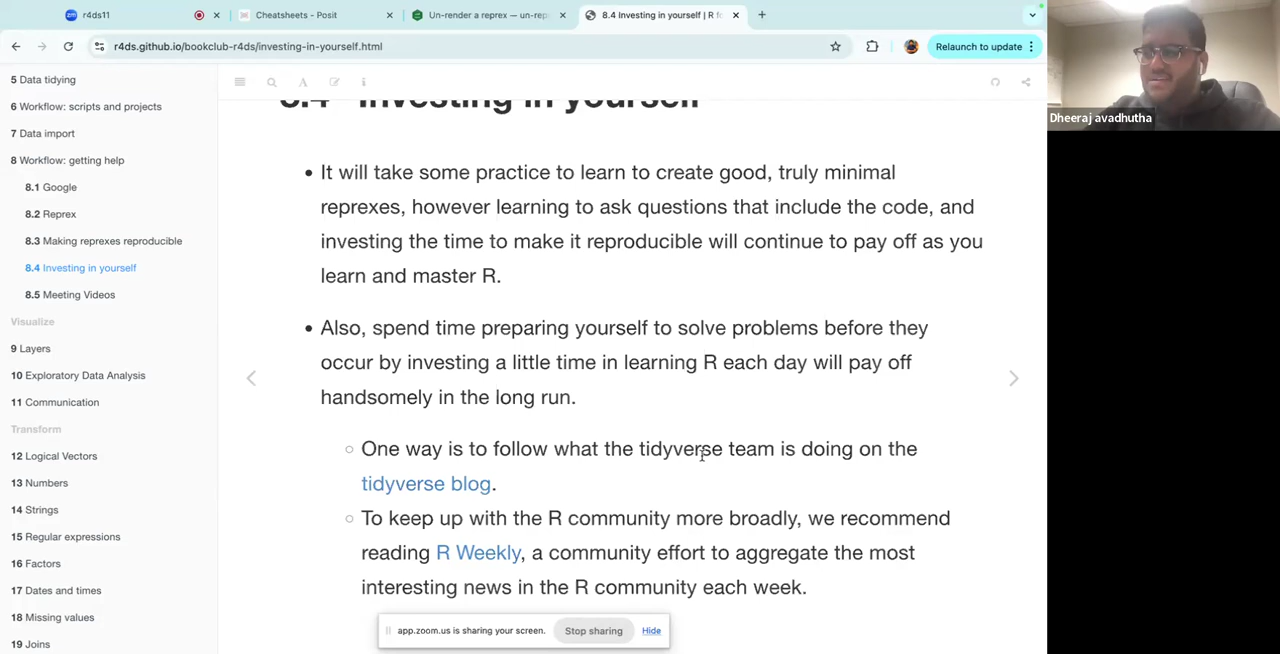 r4ds11
Cheatsheets - Posit
Un-render a reprex — un-rep
8.4 Investing in yourself | R f
r4ds.github.io/bookclub-r4ds/investing-in-yourself.html
Relaunch to update
Dheeraj avadhutha
5 Data tidying
6 Workflow: scripts and projects
7 Data import
8 Workflow: getting help
8.1 Google
8.2 Reprex
8.3 Making reprexes reproducible
8.4 Investing in yourself
8.5 Meeting Videos
Visualize
9 Layers
10 Exploratory Data Analysis
11 Communication
Transform
12 Logical Vectors
13 Numbers
14 Strings
15 Regular expressions
16 Factors
17 Dates and times
18 Missing values
19 Joins
8.4 Investing in yourself
It will take some practice to learn to create good, truly minimal
reprexes, however learning to ask questions that include the code, and
investing the time to make it reproducible will continue to pay off as you
learn and master R.
Also, spend time preparing yourself to solve problems before they
occur by investing a little time in learning R each day will pay off
handsomely in the long run.
One way is to follow what the tidyverse team is doing on the
tidyverse blog.
To keep up with the R community more broadly, we recommend
reading R Weekly, a community effort to aggregate the most
interesting news in the R community each week.
app.zoom.us is sharing your screen.
Stop sharing
Hide